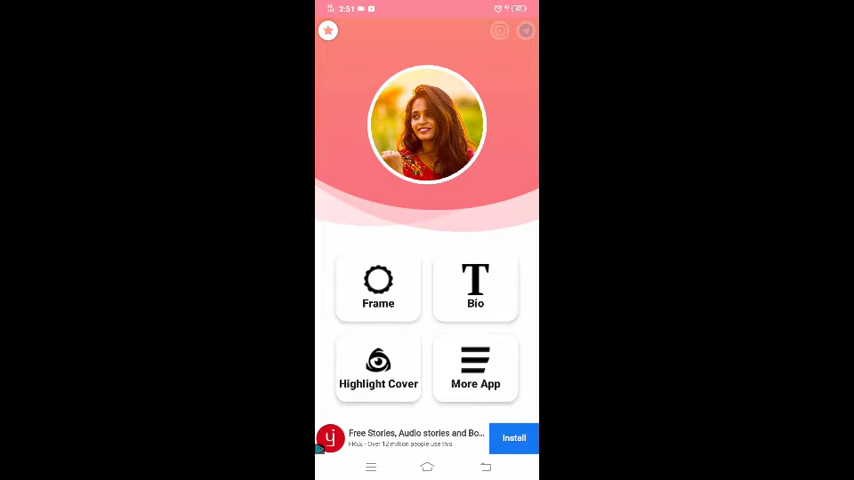 2:51
Frame
Bio
Highlight Cover
More App
Free Stories, Audio stories and Bo...
Over 12 million people use this
Install